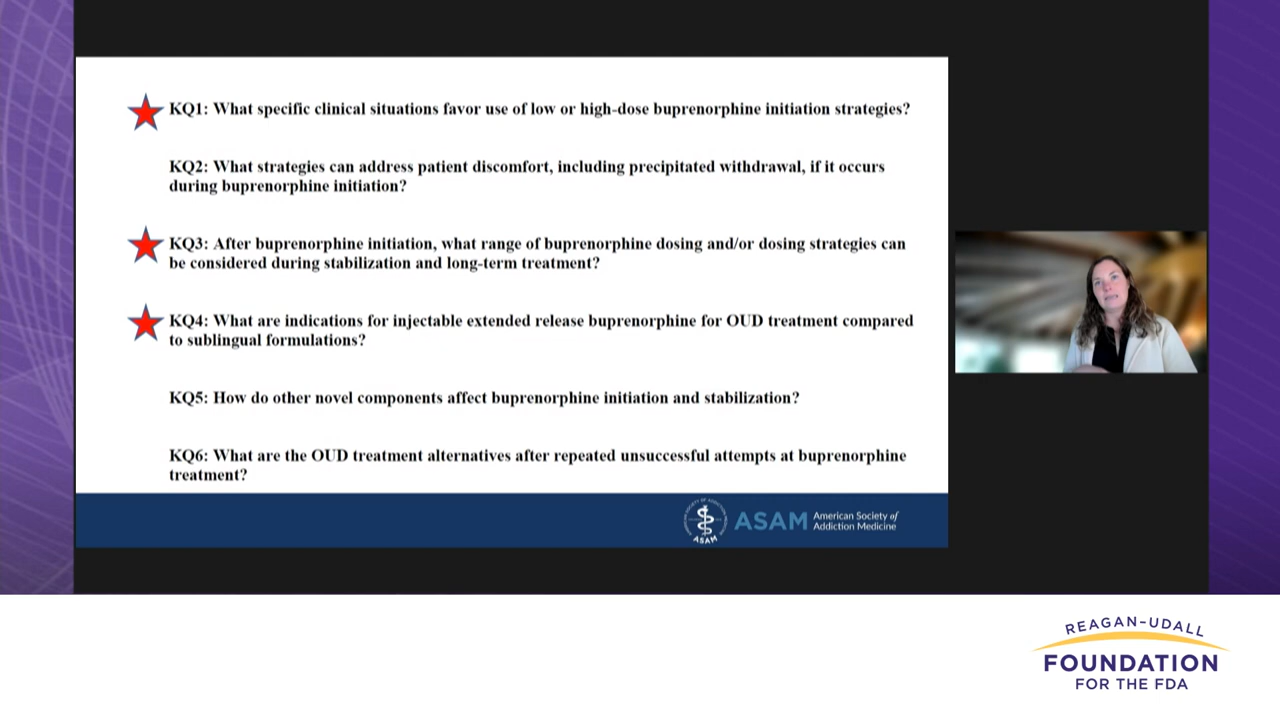 KQ1: What specific clinical situations favor use of low or high-dose buprenorphine initiation strategies?
KQ2: What strategies can address patient discomfort, including precipitated withdrawal, if it occurs
during buprenorphine initiation?
KQ3: After buprenorphine initiation, what range of buprenorphine dosing and/or dosing strategies can
be considered during stabilization and long-term treatment?
KQ4: What are indications for injectable extended release buprenorphine for OUD treatment compared
to sublingual formulations?
KQ5: How do other novel components affect buprenorphine initiation and stabilization?
KQ6: What are the OUD treatment alternatives after repeated unsuccessful attempts at buprenorphine
treatment?
ASAM
ASAM
American Society of
Addiction Medicine
REAGAN-UDALL
FOUNDATION
FOR THE FDA